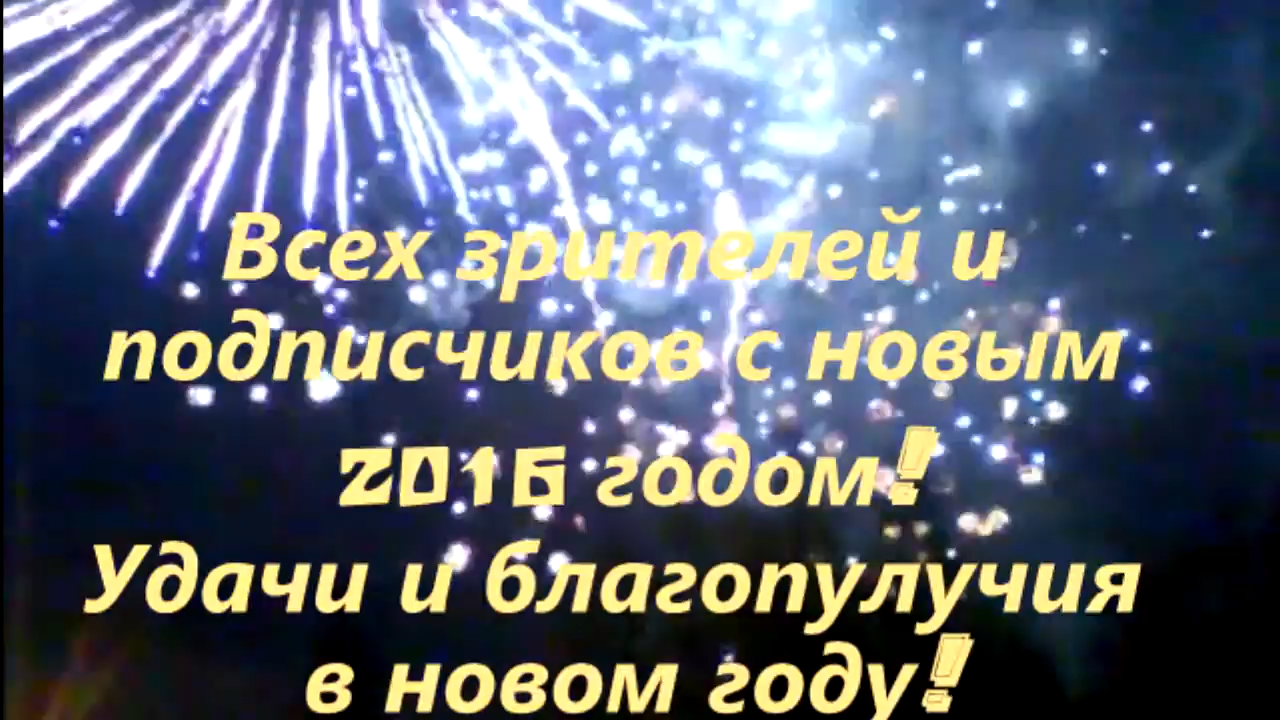 Всех зрителей и
подписчиков с новым
2016 годом!
Удачи и благопулучия
в новом году!